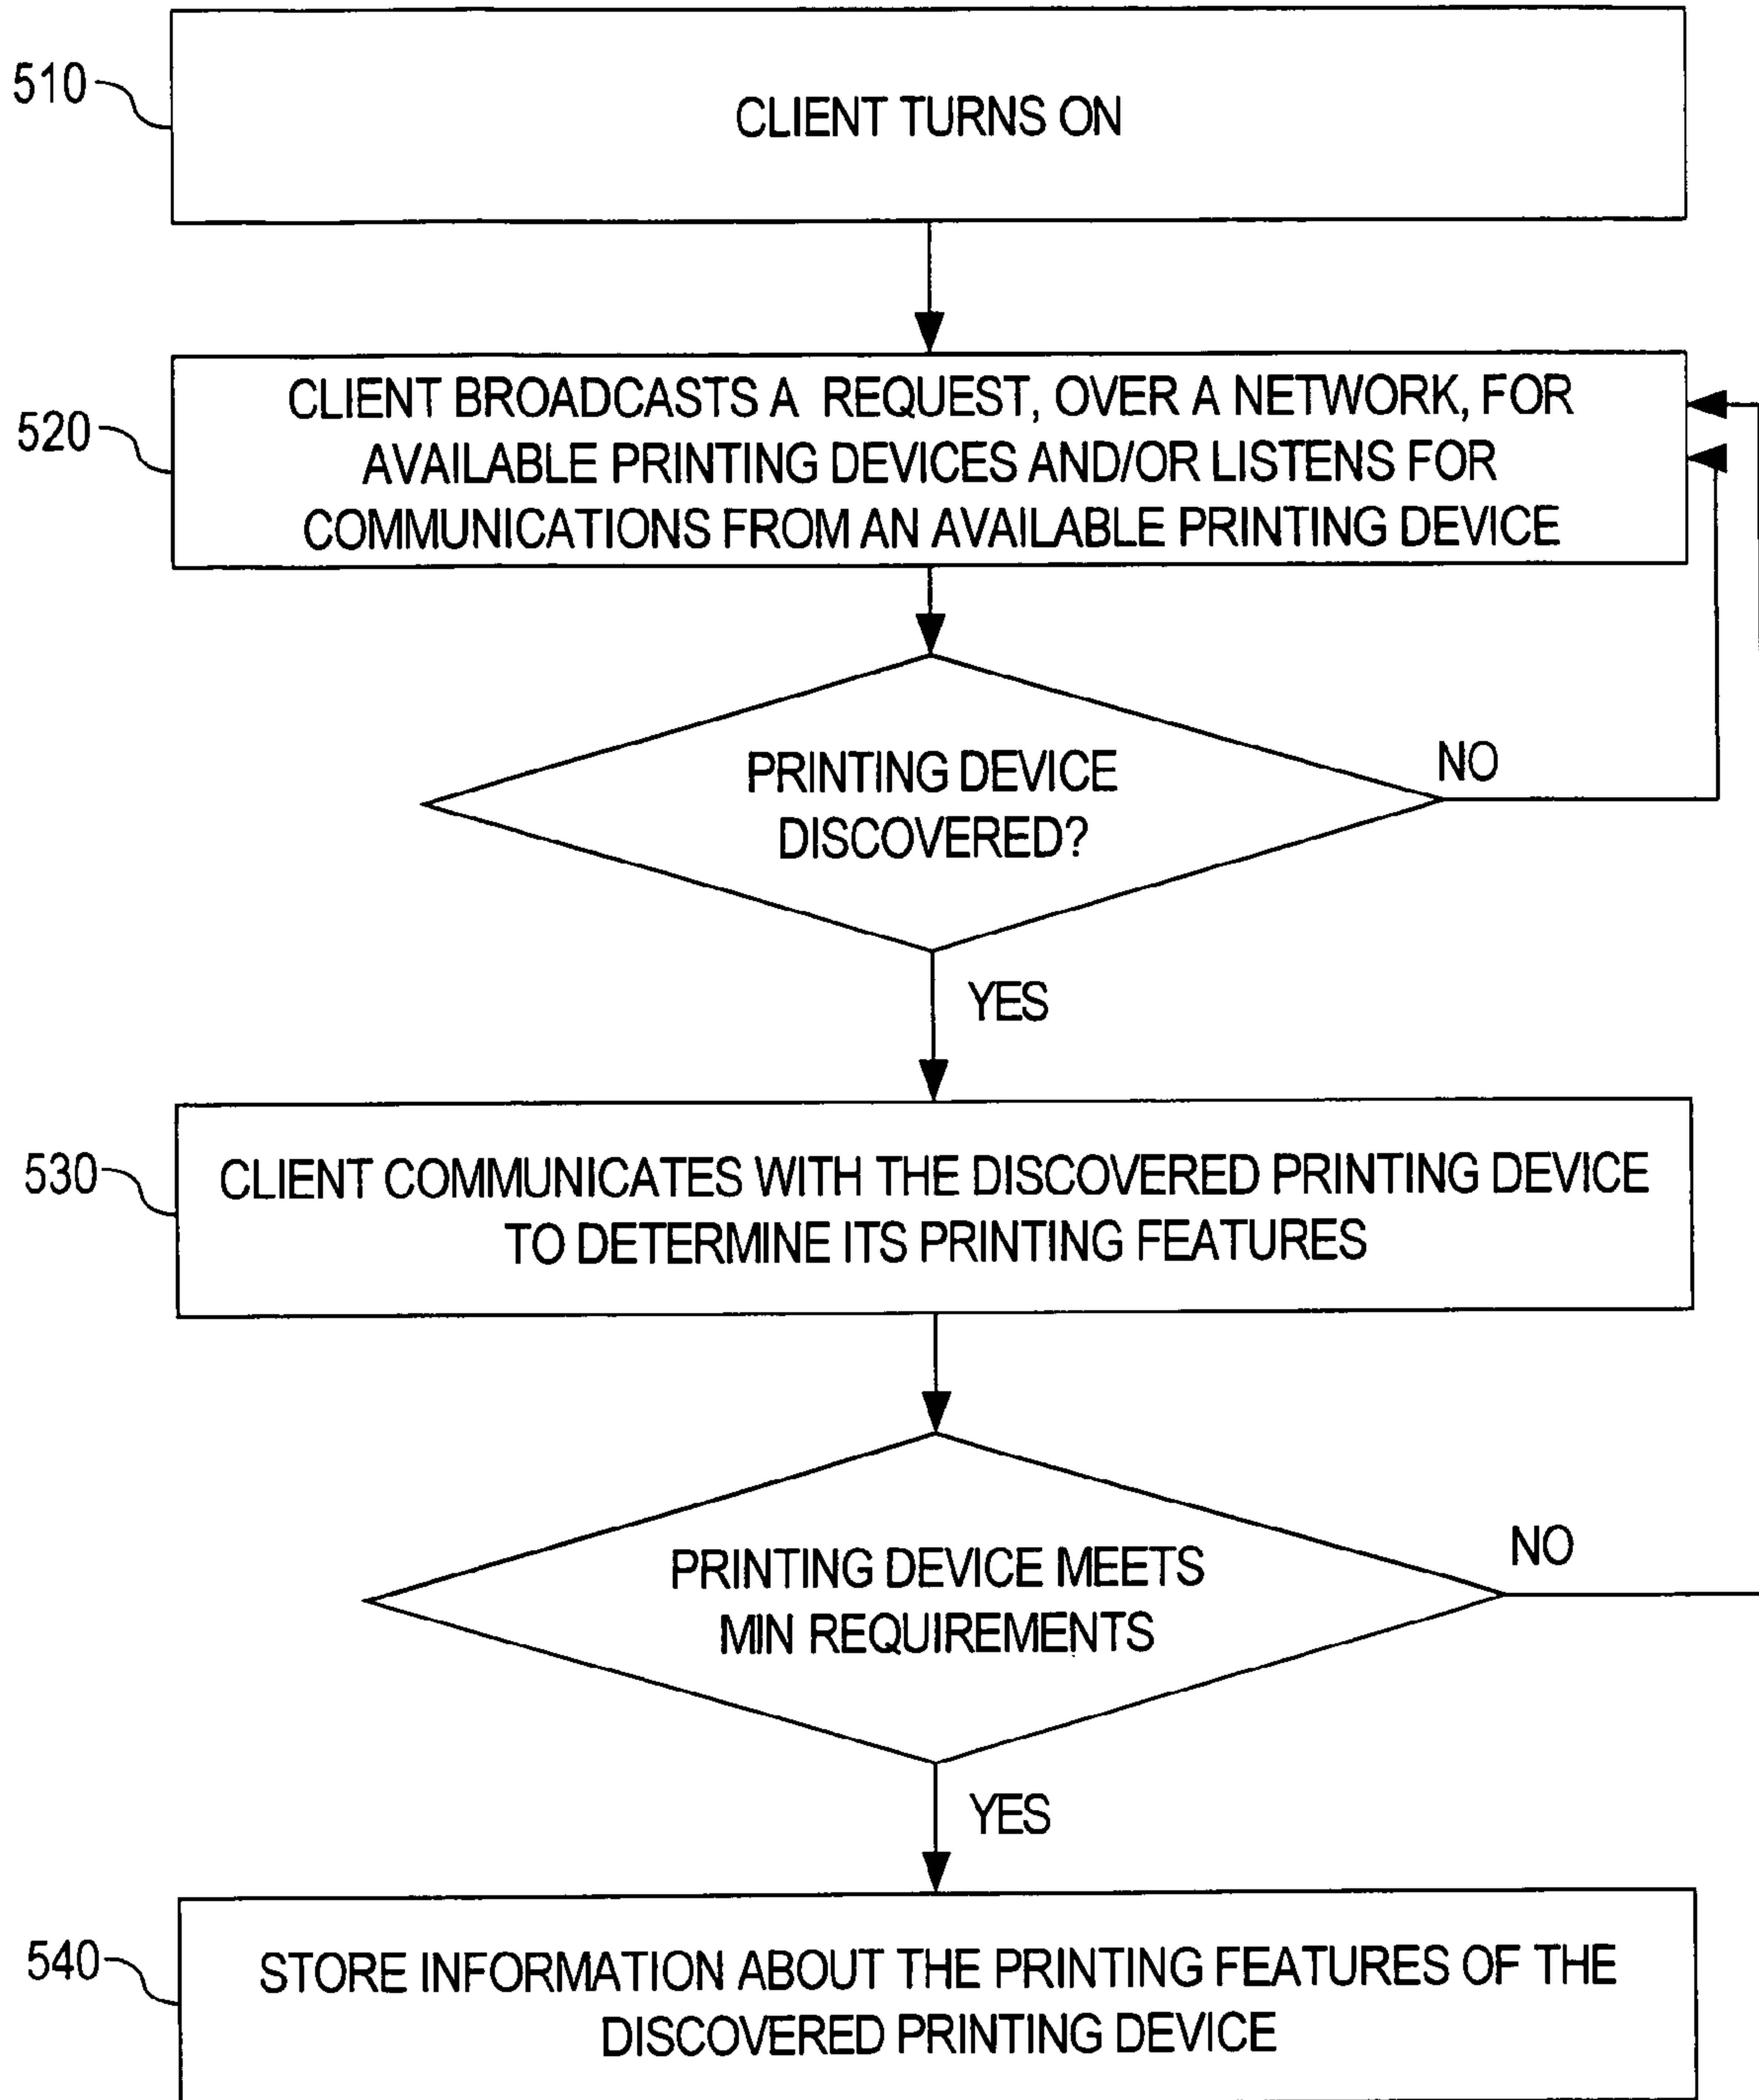 510
CLIENT TURNS ON
520
CLIENT BROADCASTS A REQUEST, OVER A NETWORK, FOR
AVAILABLE PRINTING DEVICES AND/OR LISTENS FOR
COMMUNICATIONS FROM AN AVAILABLE PRINTING DEVICE
PRINTING DEVICE
DISCOVERED?
NO
YES
530
CLIENT COMMUNICATES WITH THE DISCOVERED PRINTING DEVICE
TO DETERMINE ITS PRINTING FEATURES
PRINTING DEVICE MEETS
MIN REQUIREMENTS
NO
YES
540
STORE INFORMATION ABOUT THE PRINTING FEATURES OF THE
DISCOVERED PRINTING DEVICE